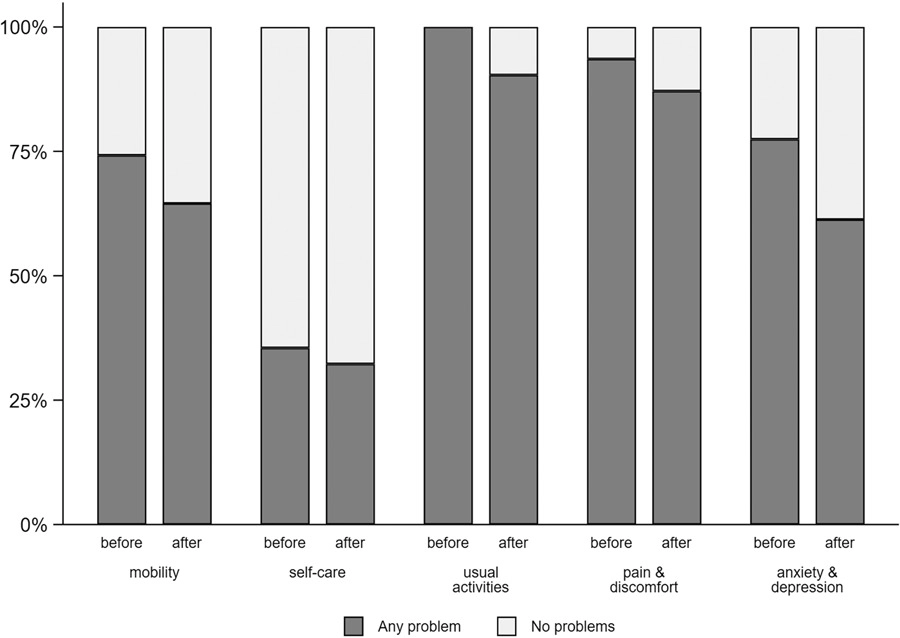 100%
75%
50%
25%
0%
before after before after before after before after before after
mobility self-care usual activities pain & discomfort anxiety & depression
Any problem No problems